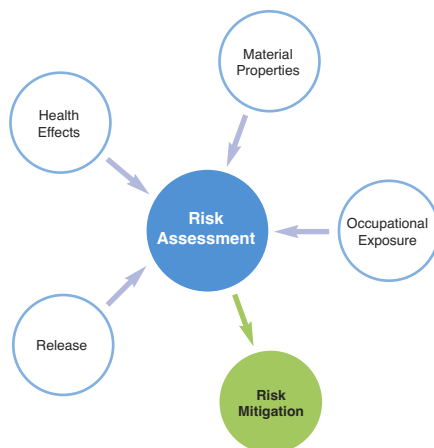 Material
Properties
Health
Effects
Risk
Assessment
Occupational
Exposure
Release
Risk
Mitigation